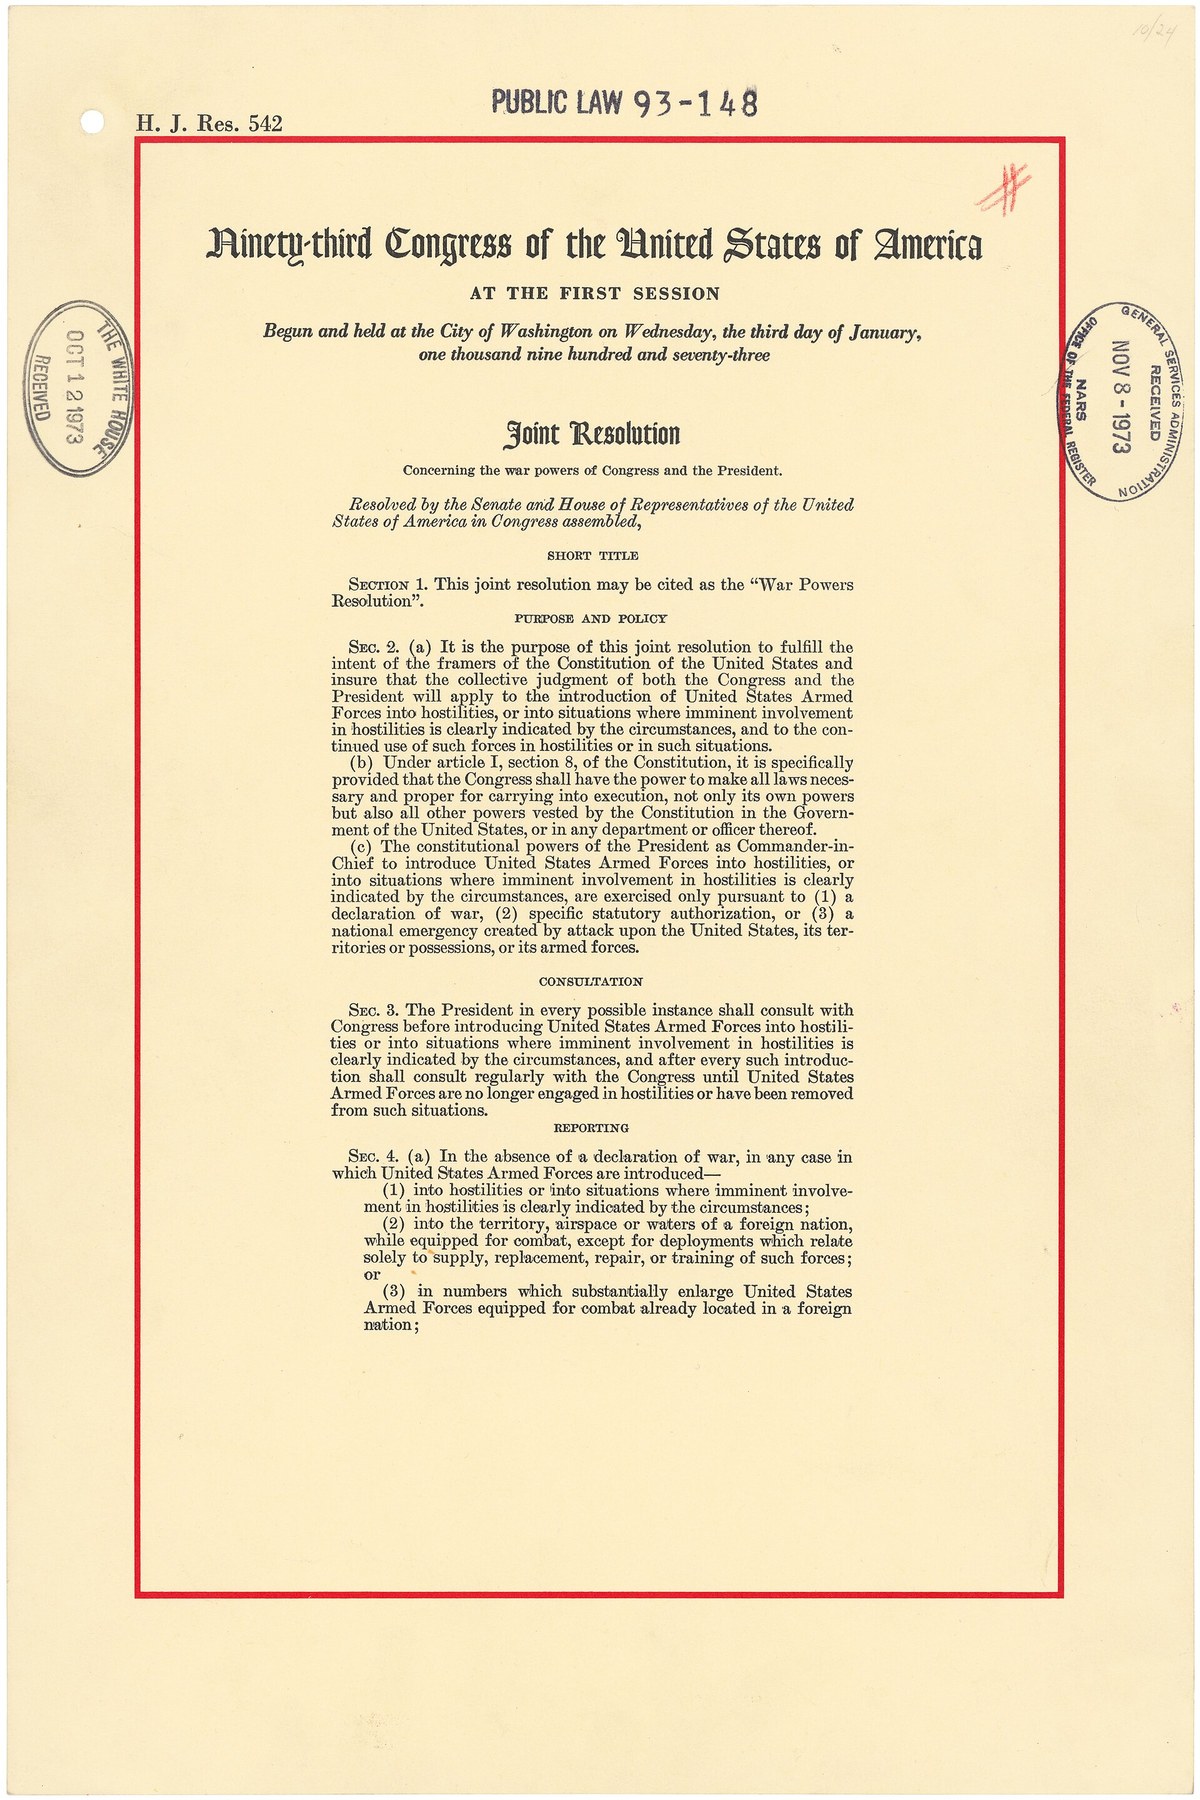 10/24
PUBLIC LAW 93-148
H. J. Res. 542
#
Ninety-third Congress of the United States of America
AT THE FIRST SESSION
Begun and held at the City of Washington on Wednesday, the third day of January,
one thousand nine hundred and seventy-three
THE WHITE HOUSE
OCT 12 1973
RECEIVED
GENERAL SERVICES ADMINISTRATION
RECEIVED
NOV 8 - 1973
NARS
OFFICE OF THE FEDERAL REGISTER
Joint Resolution
Concerning the war powers of Congress and the President.
Resolved by the Senate and House of Representatives of the United
States of America in Congress assembled,
SHORT TITLE
SECTION 1. This joint resolution may be cited as the “War Powers
Resolution”.
PURPOSE AND POLICY
SEC. 2. (a) It is the purpose of this joint resolution to fulfill the
intent of the framers of the Constitution of the United States and
insure that the collective judgment of both the Congress and the
President will apply to the introduction of United States Armed
Forces into hostilities, or into situations where imminent involvement
in hostilities is clearly indicated by the circumstances, and to the con-
tinued use of such forces in hostilities or in such situations.
(b) Under article I, section 8, of the Constitution, it is specifically
provided that the Congress shall have the power to make all laws neces-
sary and proper for carrying into execution, not only its own powers
but also all other powers vested by the Constitution in the Govern-
ment of the United States, or in any department or officer thereof.
(c) The constitutional powers of the President as Commander-in-
Chief to introduce United States Armed Forces into hostilities, or
into situations where imminent involvement in hostilities is clearly
indicated by the circumstances, are exercised only pursuant to (1) a
declaration of war, (2) specific statutory authorization, or (3) a
national emergency created by attack upon the United States, its ter-
ritories or possessions, or its armed forces.
CONSULTATION
SEC. 3. The President in every possible instance shall consult with
Congress before introducing United States Armed Forces into hostili-
ties or into situations where imminent involvement in hostilities is
clearly indicated by the circumstances, and after every such introduc-
tion shall consult regularly with the Congress until United States
Armed Forces are no longer engaged in hostilities or have been removed
from such situations.
REPORTING
SEC. 4. (a) In the absence of a declaration of war, in any case in
which United States Armed Forces are introduced—
(1) into hostilities or into situations where imminent involve-
ment in hostilities is clearly indicated by the circumstances;
(2) into the territory, airspace or waters of a foreign nation,
while equipped for combat, except for deployments which relate
solely to supply, replacement, repair, or training of such forces;
or
(3) in numbers which substantially enlarge United States
Armed Forces equipped for combat already located in a foreign
nation;